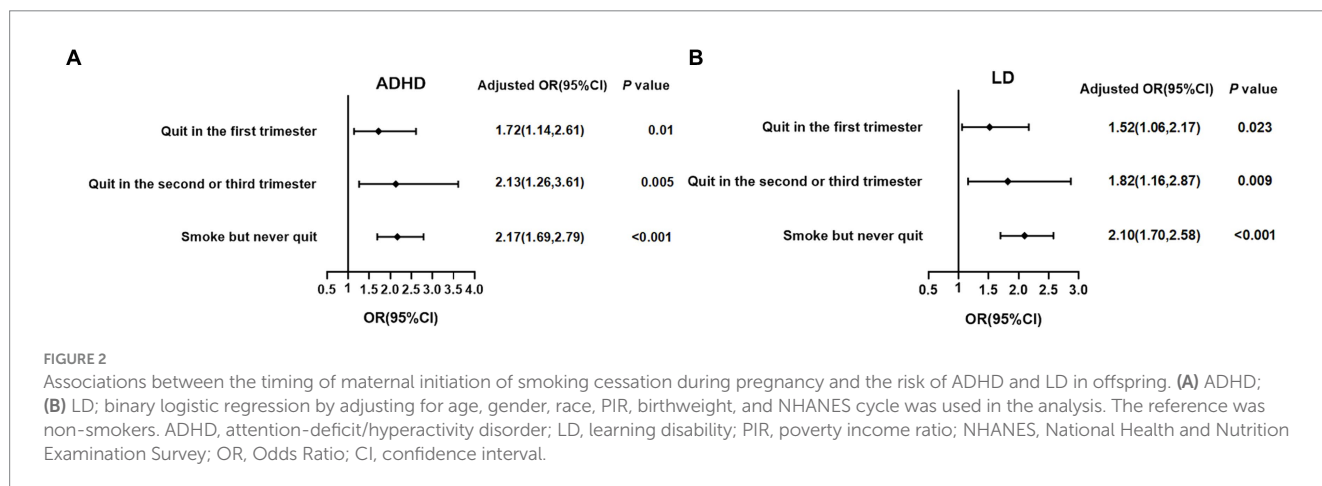 A
ADHD Adjusted OR(95%CI) P value
Quit in the first trimester 1.72(1.14,2.61) 0.01
Quit in the second or third trimester 2.13(1.26,3.61) 0.005
Smoke but never quit 2.17(1.69,2.79) <0.001
0.5 1 1.5 2.0 2.5 3.0 3.5 4.0
OR(95%CI)
B
LD Adjusted OR(95%CI) P value
Quit in the first trimester 1.52(1.06,2.17) 0.023
Quit in the second or third trimester 1.82(1.16,2.87) 0.009
Smoke but never quit 2.10(1.70,2.58) <0.001
0.5 1 1.5 2.0 2.5 3.0
OR(95%CI)
FIGURE 2
Associations between the timing of maternal initiation of smoking cessation during pregnancy and the risk of ADHD and LD in offspring. (A) ADHD;
(B) LD; binary logistic regression by adjusting for age, gender, race, PIR, birthweight, and NHANES cycle was used in the analysis. The reference was
non-smokers. ADHD, attention-deficit/hyperactivity disorder; LD, learning disability; PIR, poverty income ratio; NHANES, National Health and Nutrition
Examination Survey; OR, Odds Ratio; CI, confidence interval.